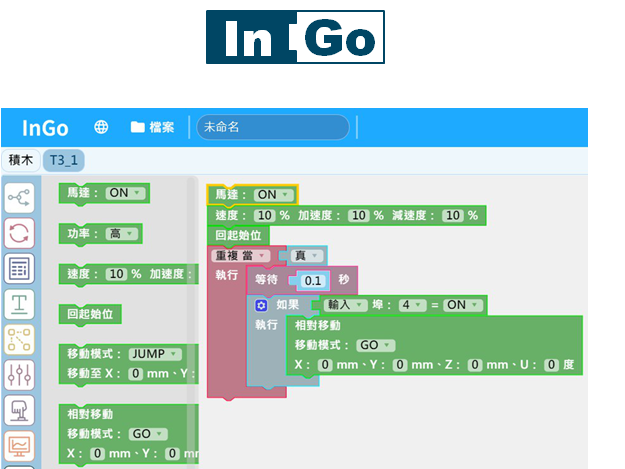 InGo
InGo 檔案 未命名
積木 T3_1
馬達： ON
功率： 高
速度： 10 % 加速度：
回起始位
移動模式： JUMP
移動至 X： 0 mm、Y：
相對移動
移動模式： GO
X： 0 mm、Y： 0 mm
馬達： ON
速度： 10 % 加速度： 10 % 減速度： 10 %
回起始位
重複 當 真
執行 等待 0.1 秒
如果 輸入 埠： 4 = ON
執行 相對移動
移動模式： GO
X： 0 mm、Y： 0 mm、Z： 0 mm、U： 0 度